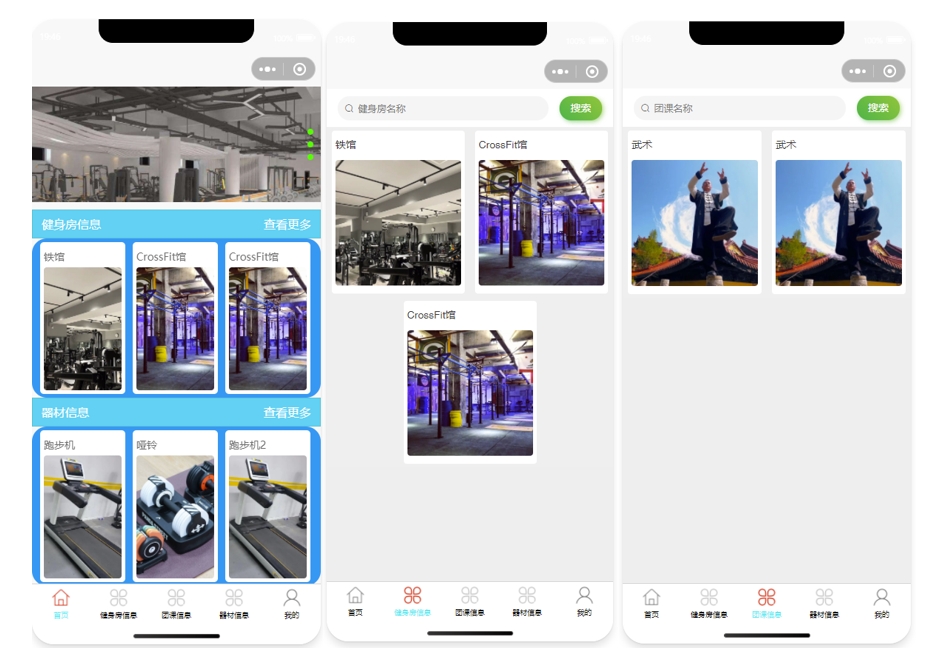 健身房信息 查看更多
铁馆 CrossFit馆 CrossFit馆
器材信息 查看更多
跑步机 哑铃 跑步机2
首页 健身房信息 团课信息 器材信息 我的
健身房名称 搜索
铁馆 CrossFit馆
CrossFit馆
首页 健身房信息 团课信息 器材信息 我的
团课名称 搜索
武术 武术
首页 健身房信息 团课信息 器材信息 我的